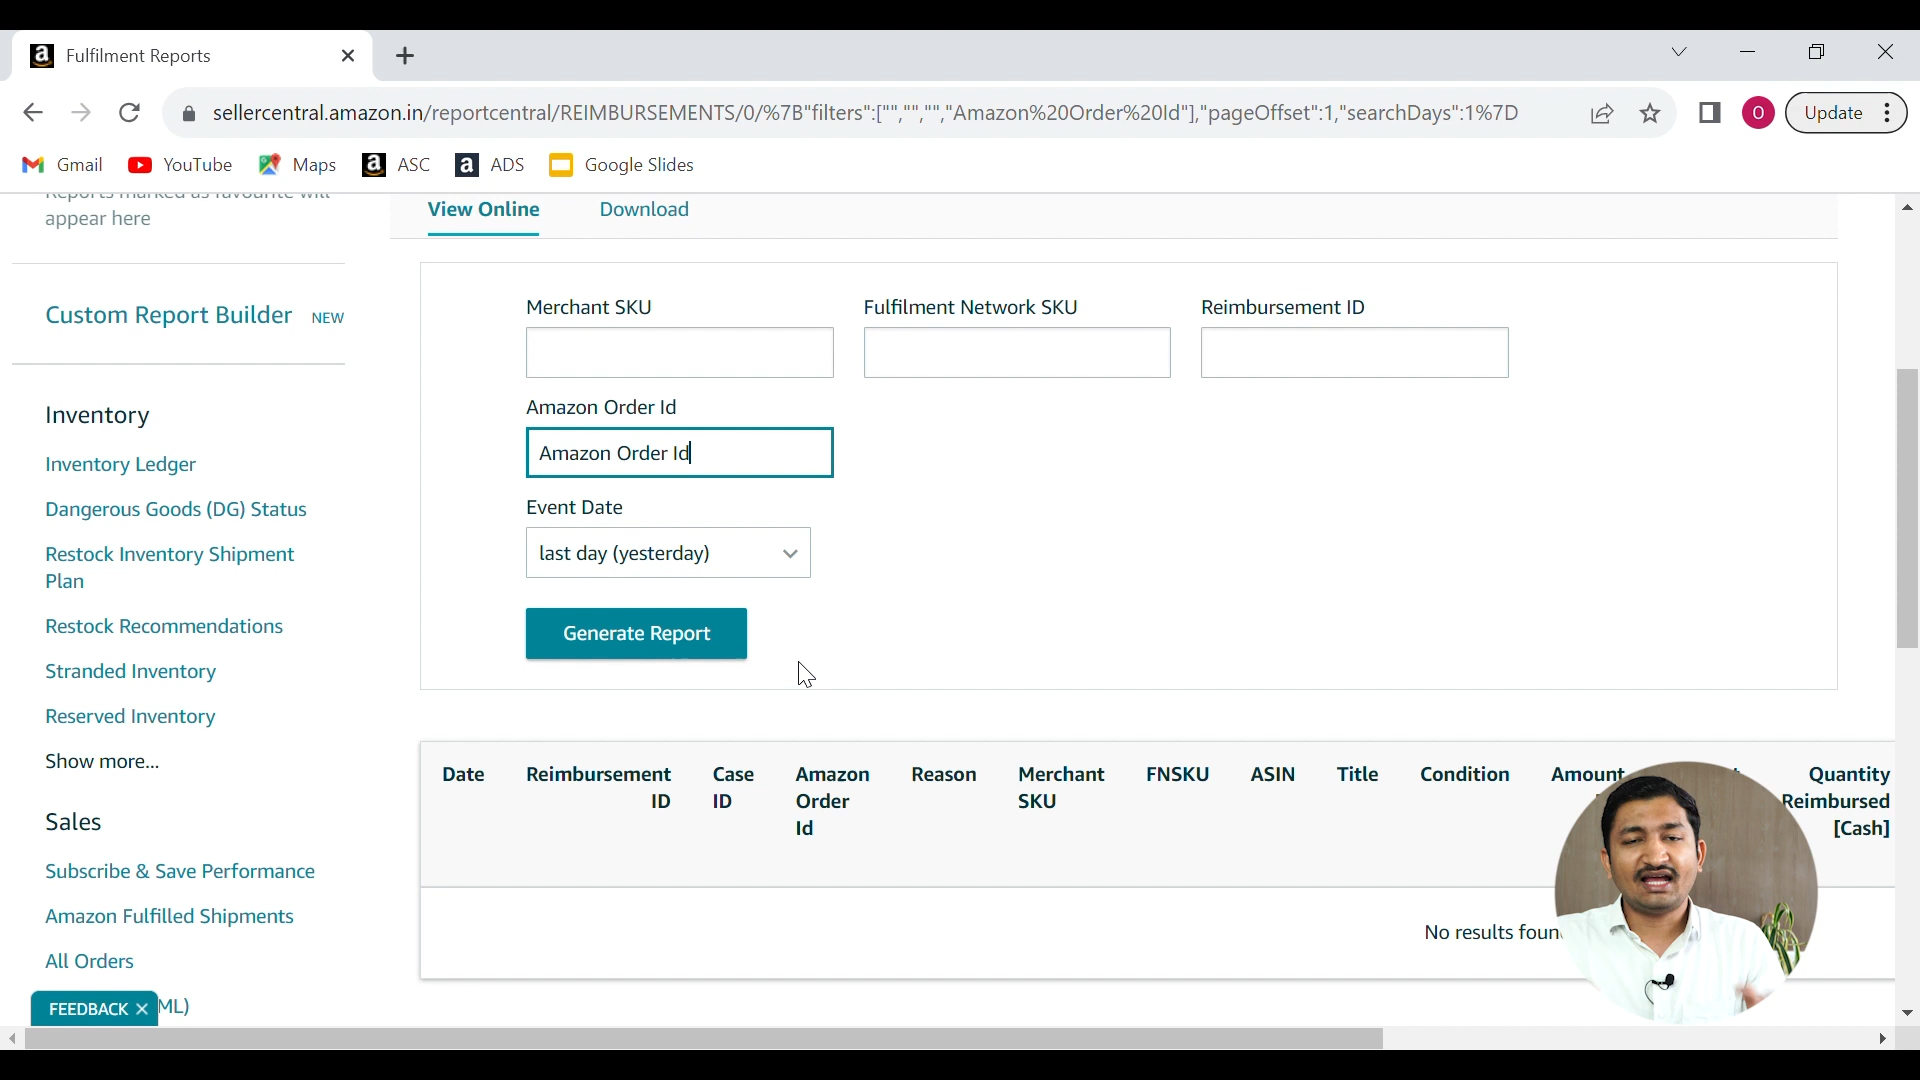 Fulfilment Reports
sellercentral.amazon.in/reportcentral/REIMBURSEMENTS/0/%7B"filters":["","","","Amazon%20Order%20Id"],"pageOffset":1,"searchDays":1%7D
O
Update
Gmail
YouTube
Maps
ASC
ADS
Google Slides
Reports marked as favourite will
appear here
View Online
Download
Custom Report Builder NEW
Merchant SKU
Fulfilment Network SKU
Reimbursement ID
Amazon Order Id
Amazon Order Id
Event Date
last day (yesterday)
Generate Report
Inventory
Inventory Ledger
Dangerous Goods (DG) Status
Restock Inventory Shipment
Plan
Restock Recommendations
Stranded Inventory
Reserved Inventory
Show more...
Sales
Subscribe & Save Performance
Amazon Fulfilled Shipments
All Orders
ML)
FEEDBACK
Date
Reimbursement
ID
Case
ID
Amazon
Order
Id
Reason
Merchant
SKU
FNSKU
ASIN
Title
Condition
Amount
Quantity
Reimbursed
[Cash]
No results